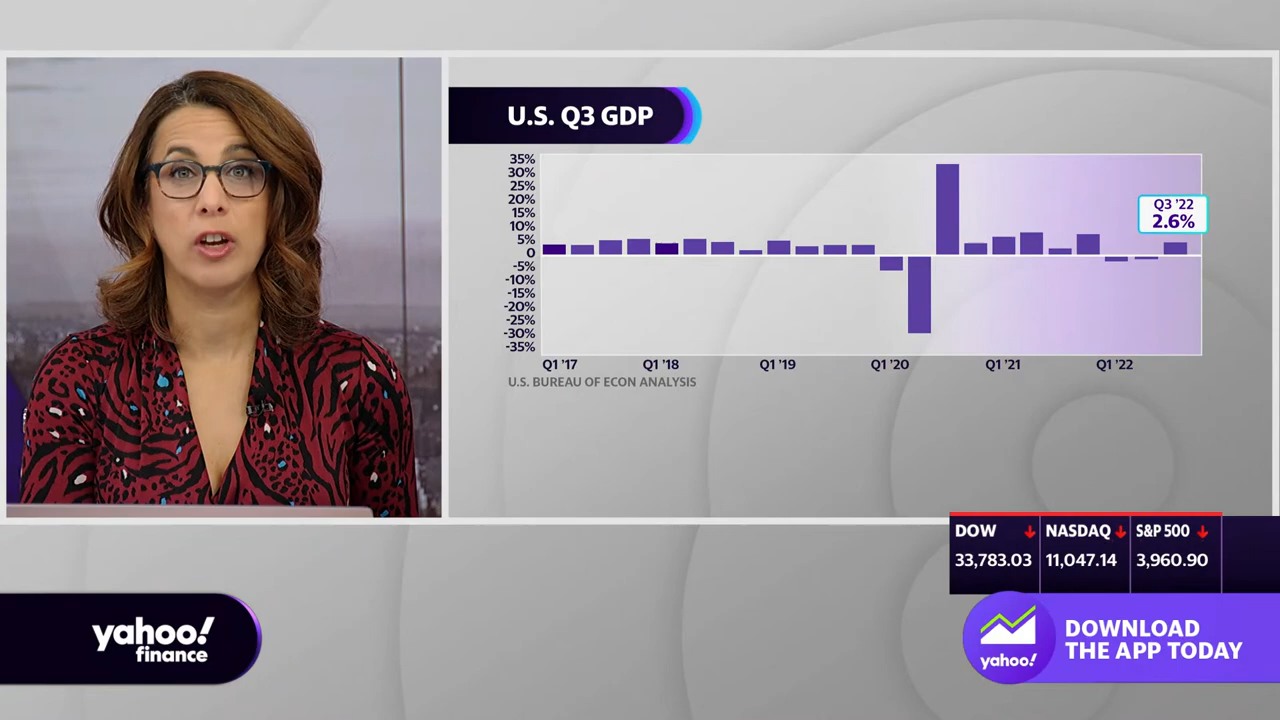 U.S. Q3 GDP
35%
30%
25%
20%
15%
10%
5%
0
-5%
-10%
-15%
-20%
-25%
-30%
-35%
Q3 '22
2.6%
Q1 '17 Q1 '18 Q1 '19 Q1 '20 Q1 '21 Q1 '22
U.S. BUREAU OF ECON ANALYSIS
DOW NASDAQ S&P 500
33,783.03 11,047.14 3,960.90
yahoo!
finance
yahoo!
DOWNLOAD
THE APP TODAY